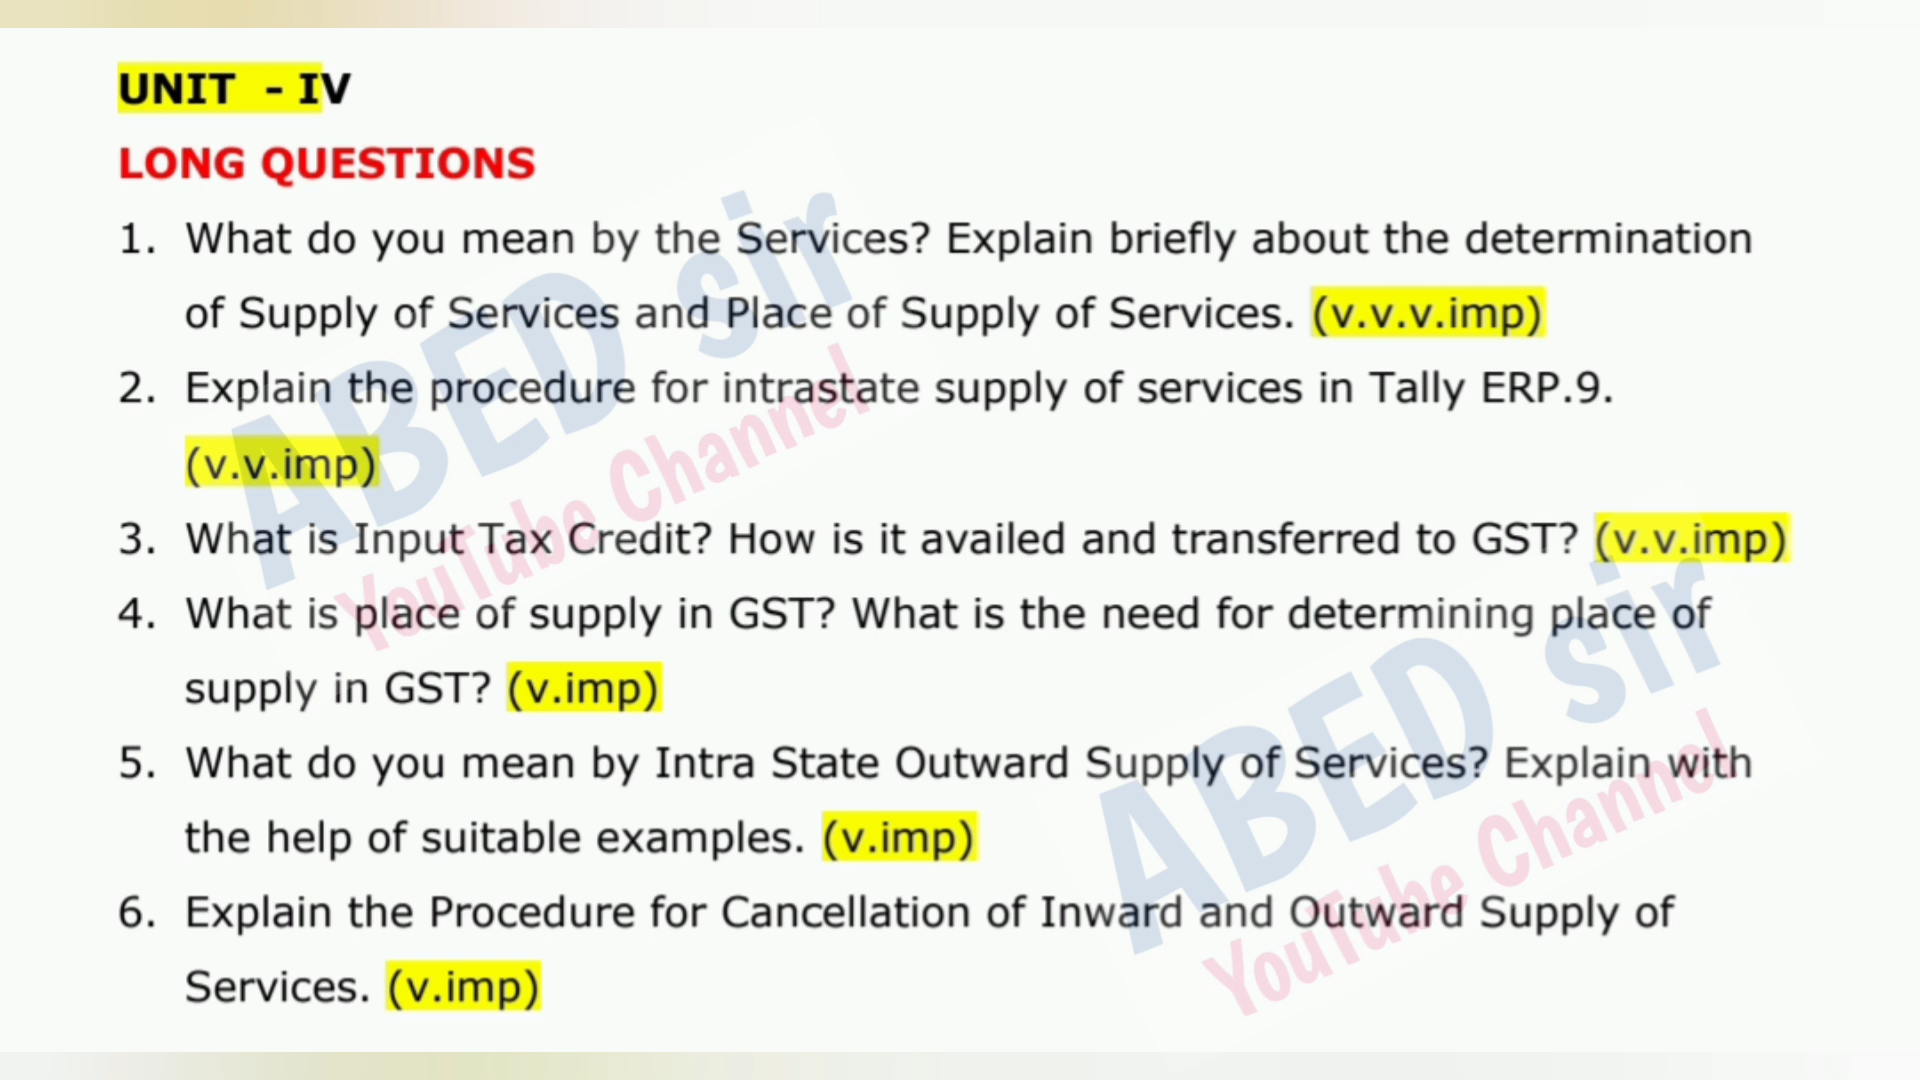 UNIT - IV
LONG QUESTIONS
1. What do you mean by the Services? Explain briefly about the determination
of Supply of Services and Place of Supply of Services. (v.v.v.imp)
2. Explain the procedure for intrastate supply of services in Tally ERP.9.
(v.v.imp)
3. What is Input Tax Credit? How is it availed and transferred to GST? (v.v.imp)
4. What is place of supply in GST? What is the need for determining place of
supply in GST? (v.imp)
5. What do you mean by Intra State Outward Supply of Services? Explain with
the help of suitable examples. (v.imp)
6. Explain the Procedure for Cancellation of Inward and Outward Supply of
Services. (v.imp)
ABED sir
YouTube Channel
ABED sir
YouTube Channel